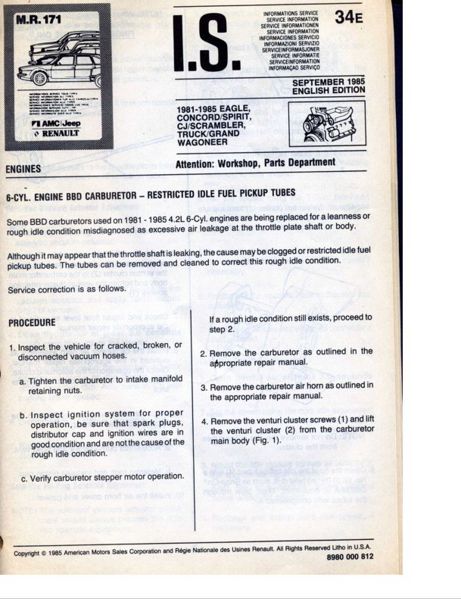 M.R. 171
AMC Jeep
RENAULT
I.S.
INFORMATIONS SERVICE
SERVICE INFORMATION
SERVICE INFORMATIONEN
SERVICE INFORMATION
INFORMACIONES SERVICIO
INFORMAZIONI SERVIZIO
SERVICEINFORMASJONER
SERVICE INFORMATIE
SERVICEINFORMATION
INFORMAÇAO SERVIÇO
34E
SEPTEMBER 1985
ENGLISH EDITION
1981-1985 EAGLE,
CONCORD/SPIRIT,
CJ/SCRAMBLER,
TRUCK/GRAND
WAGONEER
ENGINES
Attention: Workshop, Parts Department
6-CYL. ENGINE BBD CARBURETOR – RESTRICTED IDLE FUEL PICKUP TUBES
Some BBD carburetors used on 1981 - 1985 4.2L 6-Cyl. engines are being replaced for a leanness or
rough idle condition misdiagnosed as excessive air leakage at the throttle plate shaft or body.
Although it may appear that the throttle shaft is leaking, the cause may be clogged or restricted idle fuel
pickup tubes. The tubes can be removed and cleaned to correct this rough idle condition.
Service correction is as follows.
PROCEDURE
1. Inspect the vehicle for cracked, broken, or
disconnected vacuum hoses.
a. Tighten the carburetor to intake manifold
retaining nuts.
b. Inspect ignition system for proper
operation, be sure that spark plugs,
distributor cap and ignition wires are in
good condition and are not the cause of the
rough idle condition.
c. Verify carburetor stepper motor operation.
If a rough idle condition still exists, proceed to
step 2.
2. Remove the carburetor as outlined in the
appropriate repair manual.
3. Remove the carburetor air horn as outlined in
the appropriate repair manual.
4. Remove the venturi cluster screws (1) and lift
the venturi cluster (2) from the carburetor
main body (Fig. 1).
Copyright © 1985 American Motors Sales Corporation and Régie Nationale des Usines Renault. All Rights Reserved Litho in U.S.A.
8980 000 812